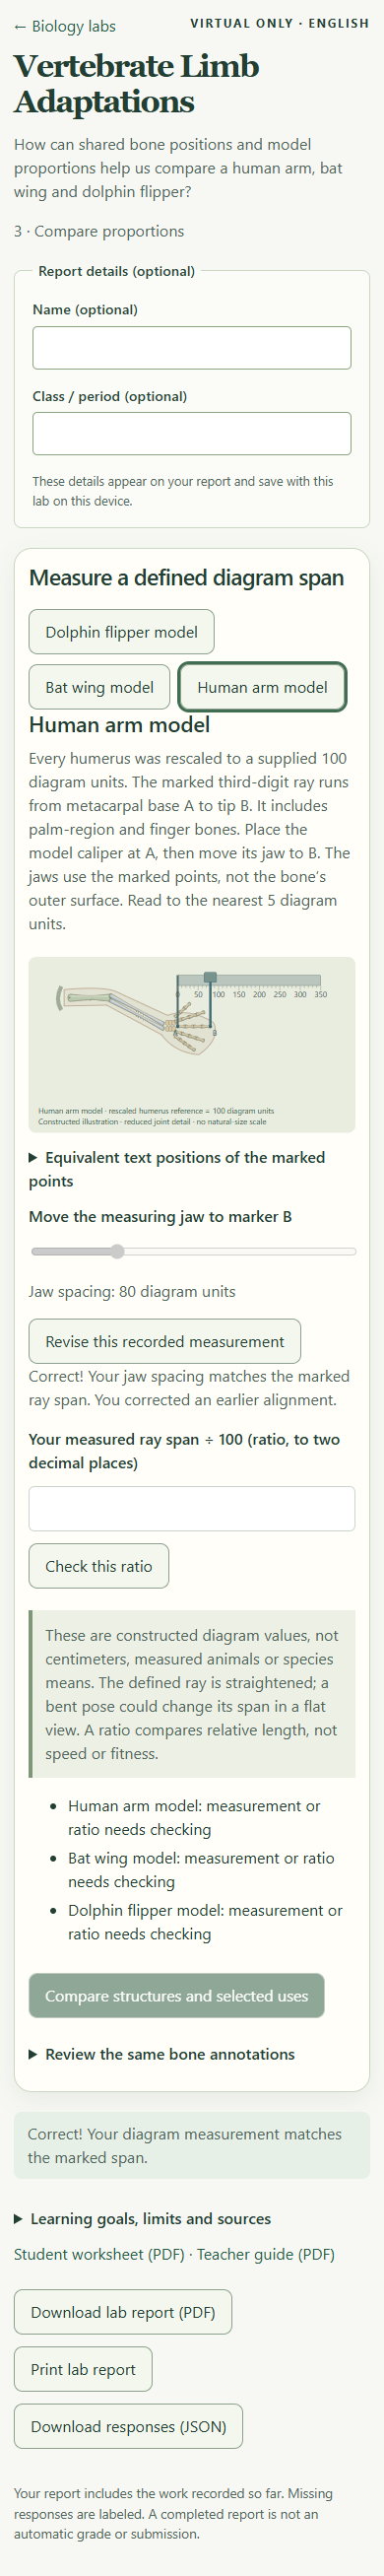 ← Biology labs
VIRTUAL ONLY · ENGLISH
Vertebrate Limb
Adaptations
How can shared bone positions and model
proportions help us compare a human arm, bat
wing and dolphin flipper?
3 · Compare proportions
Report details (optional)
Name (optional)
Class / period (optional)
These details appear on your report and save with this
lab on this device.
Measure a defined diagram span
Dolphin flipper model
Bat wing model
Human arm model
Human arm model
Every humerus was rescaled to a supplied 100
diagram units. The marked third-digit ray runs
from metacarpal base A to tip B. It includes
palm-region and finger bones. Place the
model caliper at A, then move its jaw to B. The
jaws use the marked points, not the bone's
outer surface. Read to the nearest 5 diagram
units.
0 50 100 150 200 250 300 350
A B
Human arm model · rescaled humerus reference = 100 diagram units
Constructed illustration · reduced joint detail · no natural-size scale
▶ Equivalent text positions of the marked
points
Move the measuring jaw to marker B
Jaw spacing: 80 diagram units
Revise this recorded measurement
Correct! Your jaw spacing matches the marked
ray span. You corrected an earlier alignment.
Your measured ray span ÷ 100 (ratio, to two
decimal places)
Check this ratio
These are constructed diagram values, not
centimeters, measured animals or species
means. The defined ray is straightened; a
bent pose could change its span in a flat
view. A ratio compares relative length, not
speed or fitness.
• Human arm model: measurement or
ratio needs checking
• Bat wing model: measurement or ratio
needs checking
• Dolphin flipper model: measurement or
ratio needs checking
Compare structures and selected uses
▶ Review the same bone annotations
Correct! Your diagram measurement matches
the marked span.
▶ Learning goals, limits and sources
Student worksheet (PDF) · Teacher guide (PDF)
Download lab report (PDF)
Print lab report
Download responses (JSON)
Your report includes the work recorded so far. Missing
responses are labeled. A completed report is not an
automatic grade or submission.